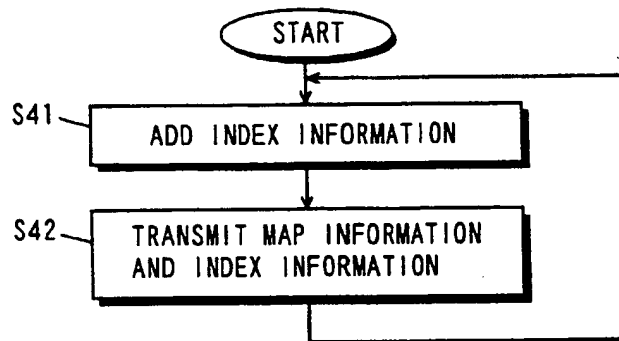 START
S41
ADD INDEX INFORMATION
S42
TRANSMIT MAP INFORMATION
AND INDEX INFORMATION